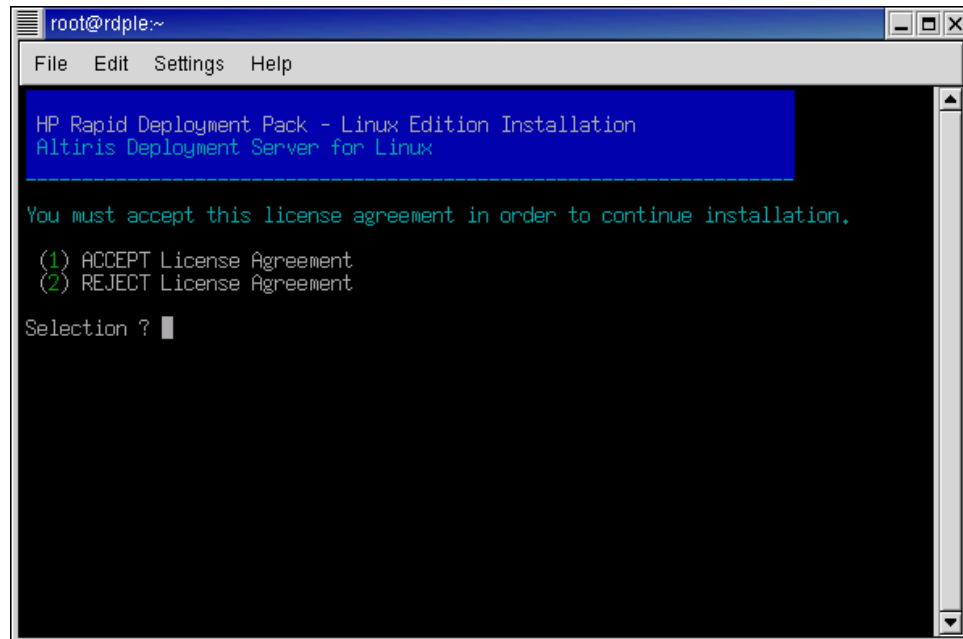 root@rdple:~
File Edit Settings Help
HP Rapid Deployment Pack - Linux Edition Installation
Altiris Deployment Server for Linux
You must accept this license agreement in order to continue installation.
(1) ACCEPT License Agreement
(2) REJECT License Agreement
Selection ?